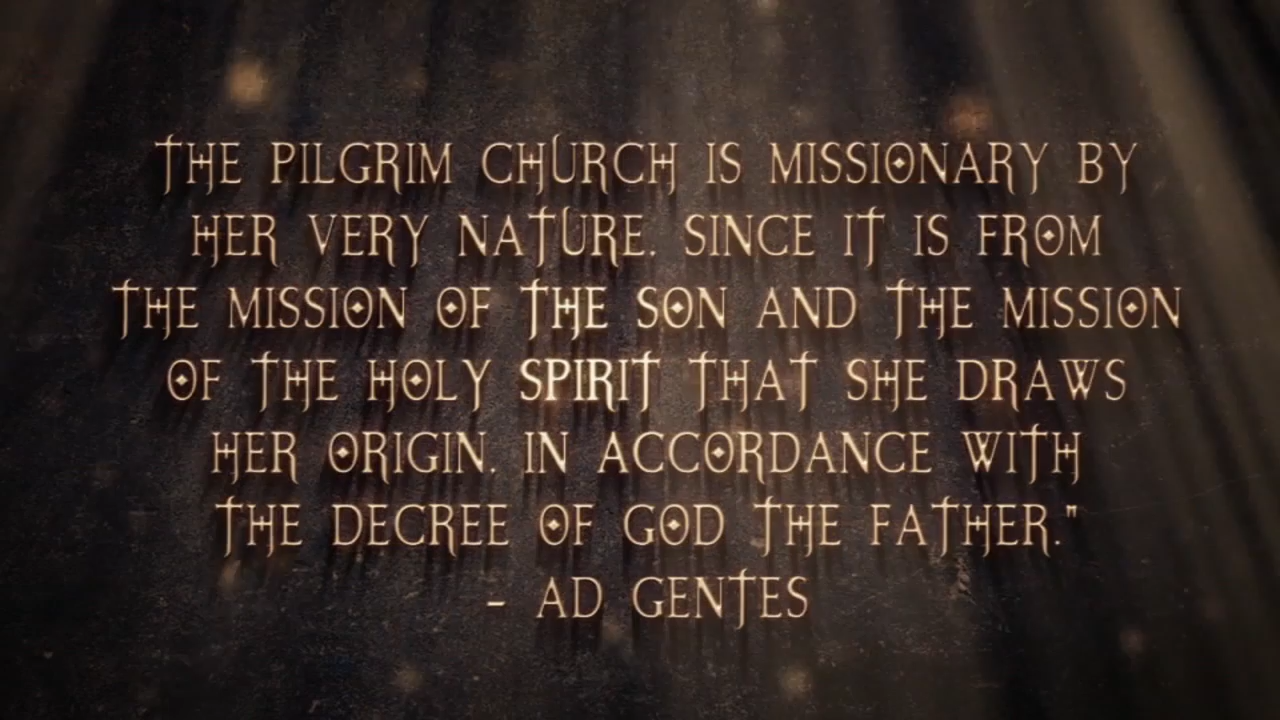 THE PILGRIM CHURCH IS MISSIONARY BY
HER VERY NATURE, SINCE IT IS FROM
THE MISSION OF THE SON AND THE MISSION
OF THE HOLY SPIRIT THAT SHE DRAWS
HER ORIGIN, IN ACCORDANCE WITH
THE DECREE OF GOD THE FATHER."
- AD GENTES